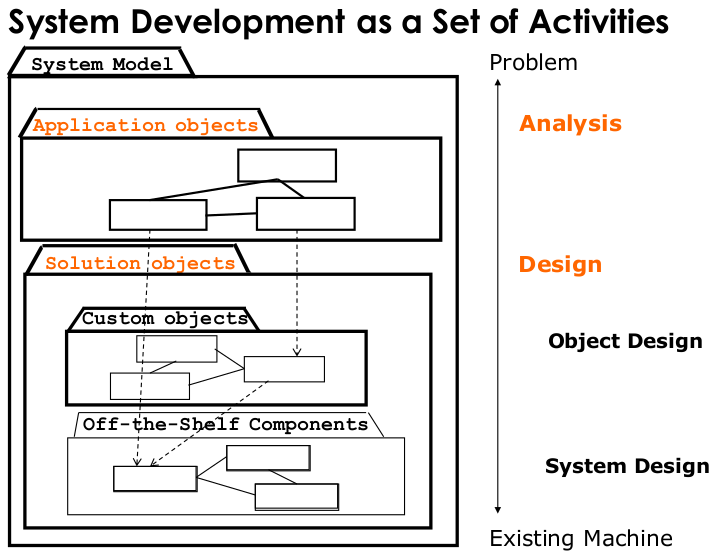 System Development as a Set of Activities
System Model
Problem
Application objects
Analysis
Solution objects
Design
Custom objects
Object Design
Off-the-Shelf Components
System Design
Existing Machine